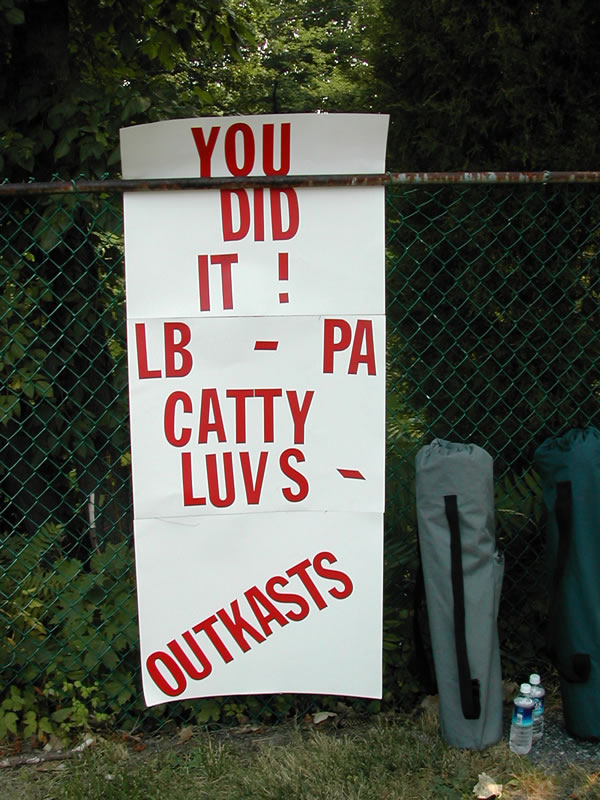 YOU
DID
IT !
LB - PA
CATTY
LUVS -
OUTKASTS